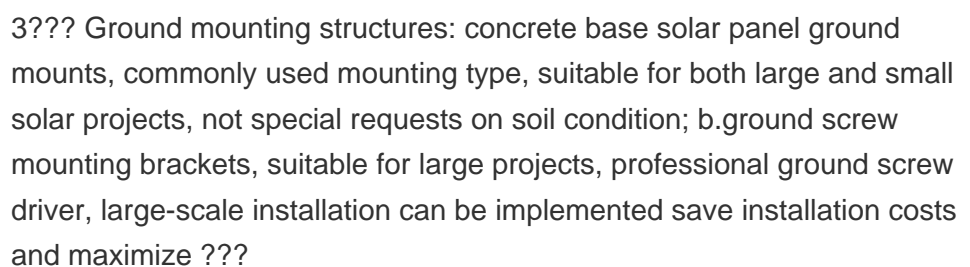 3??? Ground mounting structures: concrete base solar panel ground
mounts, commonly used mounting type, suitable for both large and small
solar projects, not special requests on soil condition; b.ground screw
mounting brackets, suitable for large projects, professional ground screw
driver, large-scale installation can be implemented save installation costs
and maximize ???